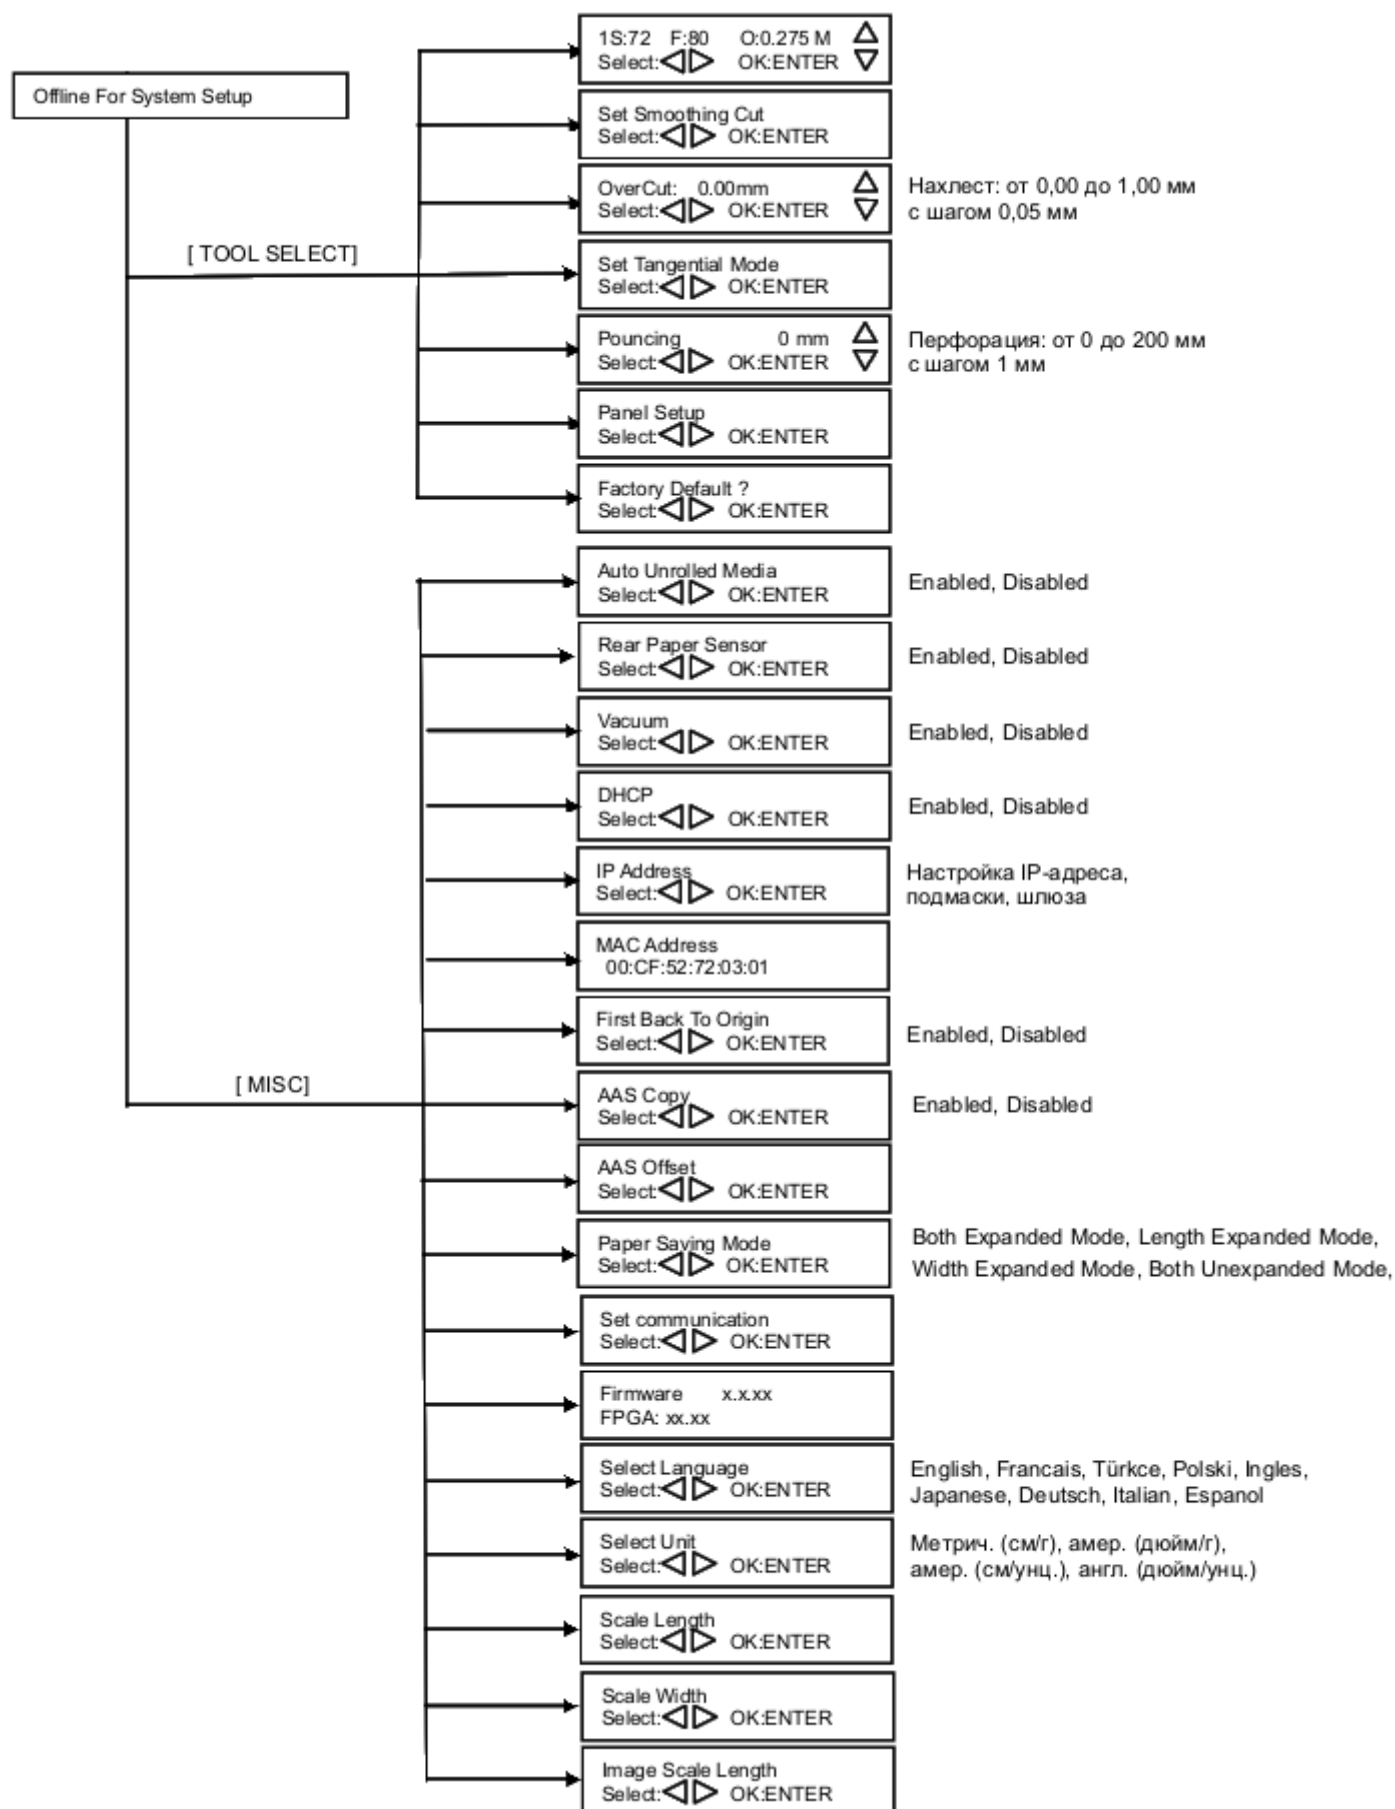 Offline For System Setup
[ TOOL SELECT]
1S:72 F:80 O:0.275 M
Select: OK:ENTER
Set Smoothing Cut
Select: OK:ENTER
OverCut: 0.00mm
Select: OK:ENTER
Нахлест: от 0,00 до 1,00 мм
с шагом 0,05 мм
Set Tangential Mode
Select: OK:ENTER
Pouncing 0 mm
Select: OK:ENTER
Перфорация: от 0 до 200 мм
с шагом 1 мм
Panel Setup
Select: OK:ENTER
Factory Default ?
Select: OK:ENTER
[ MISC]
Auto Unrolled Media
Select: OK:ENTER
Enabled, Disabled
Rear Paper Sensor
Select: OK:ENTER
Enabled, Disabled
Vacuum
Select: OK:ENTER
Enabled, Disabled
DHCP
Select: OK:ENTER
Enabled, Disabled
IP Address
Select: OK:ENTER
Настройка IP-адреса,
подмаски, шлюза
MAC Address
00:CF:52:72:03:01
First Back To Origin
Select: OK:ENTER
Enabled, Disabled
AAS Copy
Select: OK:ENTER
Enabled, Disabled
AAS Offset
Select: OK:ENTER
Paper Saving Mode
Select: OK:ENTER
Both Expanded Mode, Length Expanded Mode,
Width Expanded Mode, Both Unexpanded Mode,
Set communication
Select: OK:ENTER
Firmware x.x.xx
FPGA: xx.xx
Select Language
Select: OK:ENTER
English, Francais, Türkce, Polski, Ingles,
Japanese, Deutsch, Italian, Espanol
Select Unit
Select: OK:ENTER
Метрич. (см/г), амер. (дюйм/г),
амер. (см/унц.), англ. (дюйм/унц.)
Scale Length
Select: OK:ENTER
Scale Width
Select: OK:ENTER
Image Scale Length
Select: OK:ENTER